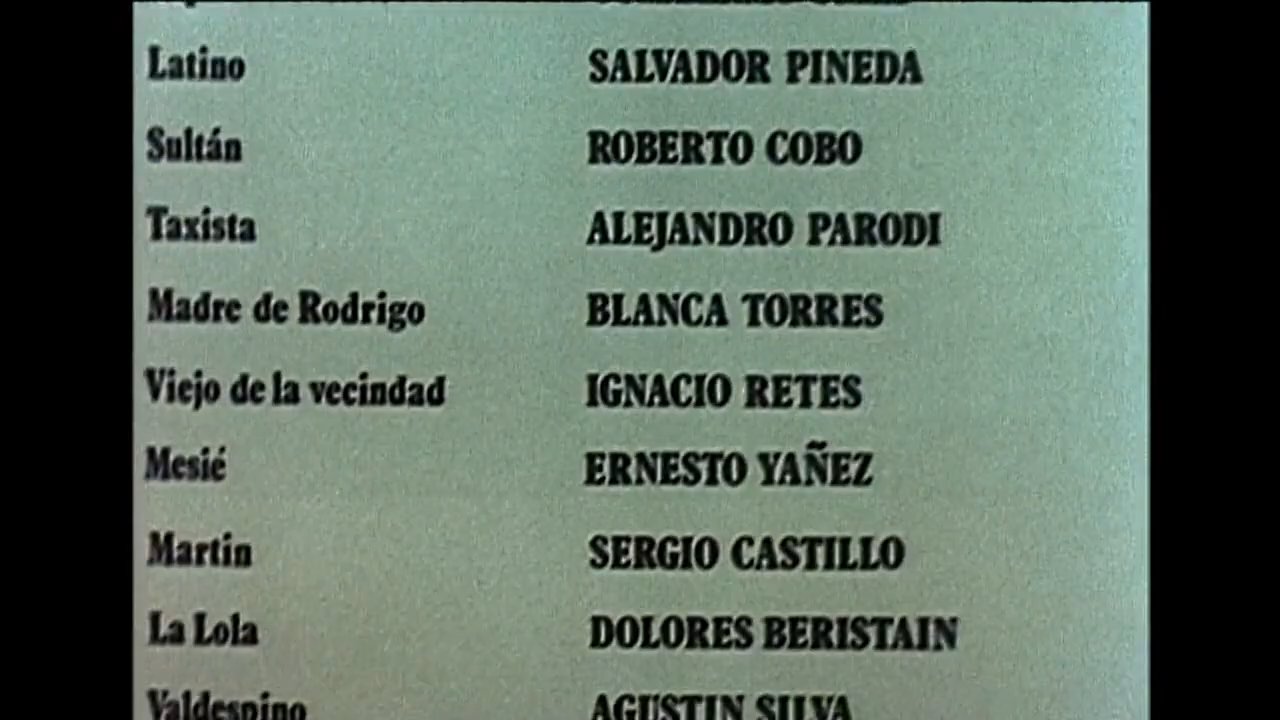 Latino SALVADOR PINEDA
Sultán ROBERTO COBO
Taxista ALEJANDRO PARODI
Madre de Rodrigo BLANCA TORRES
Viejo de la vecindad IGNACIO RETES
Mesié ERNESTO YAÑEZ
Martin SERGIO CASTILLO
La Lola DOLORES BERISTAIN
Valdespino AGUSTIN SILVA